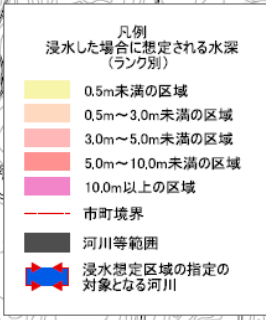 凡例
浸水した場合に想定される水深
(ランク別)
0.5m未満の区域
0.5m〜3.0m未満の区域
3.0m〜5.0m未満の区域
5.0m〜10.0m未満の区域
10.0m以上の区域
市町境界
河川等範囲
浸水想定区域の指定の
対象となる河川